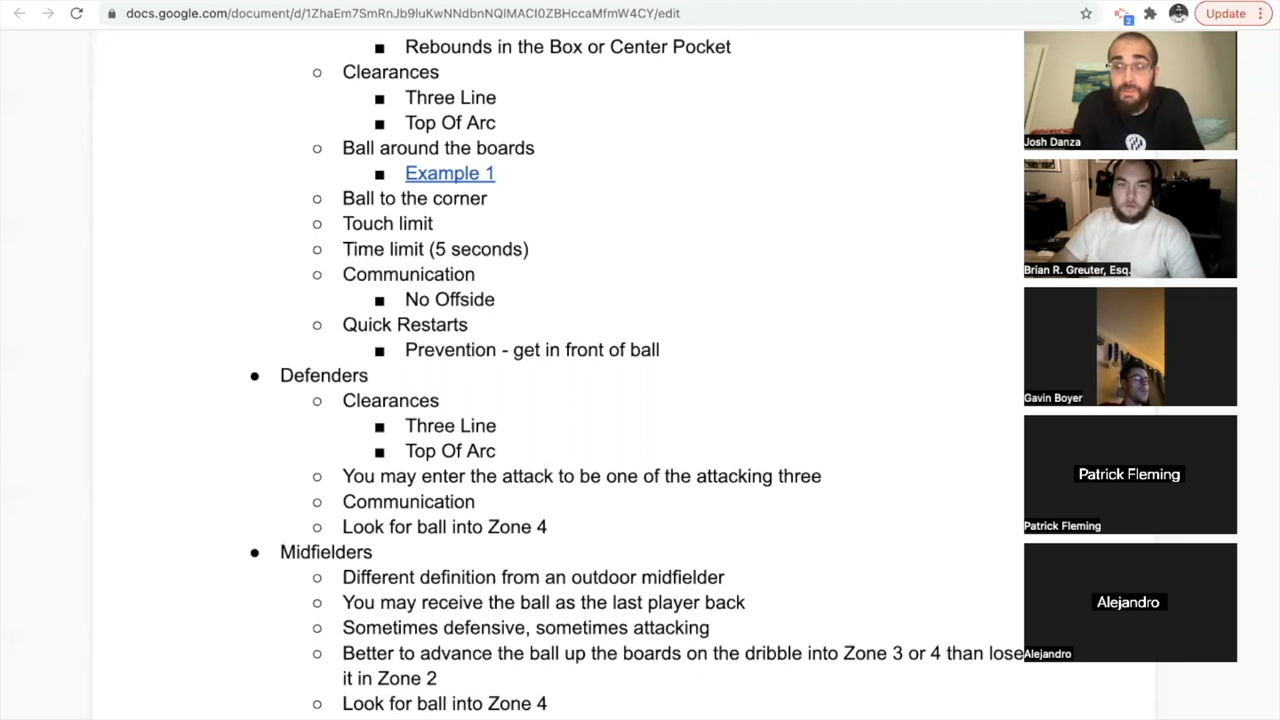 docs.google.com/document/d/1ZhaEm7SmRnJb9luKwNNdbnNQlMACI0ZBHccaMfmW4CY/edit
2
Update
Rebounds in the Box or Center Pocket
Clearances
Three Line
Top Of Arc
Ball around the boards
Example 1
Ball to the corner
Touch limit
Time limit (5 seconds)
Communication
No Offside
Quick Restarts
Prevention - get in front of ball
Defenders
Clearances
Three Line
Top Of Arc
You may enter the attack to be one of the attacking three
Communication
Look for ball into Zone 4
Midfielders
Different definition from an outdoor midfielder
You may receive the ball as the last player back
Sometimes defensive, sometimes attacking
Better to advance the ball up the boards on the dribble into Zone 3 or 4 than lose
it in Zone 2
Look for ball into Zone 4
Josh Danza
Brian R. Greuter, Esq.
Gavin Boyer
Patrick Fleming
Patrick Fleming
Alejandro
Alejandro